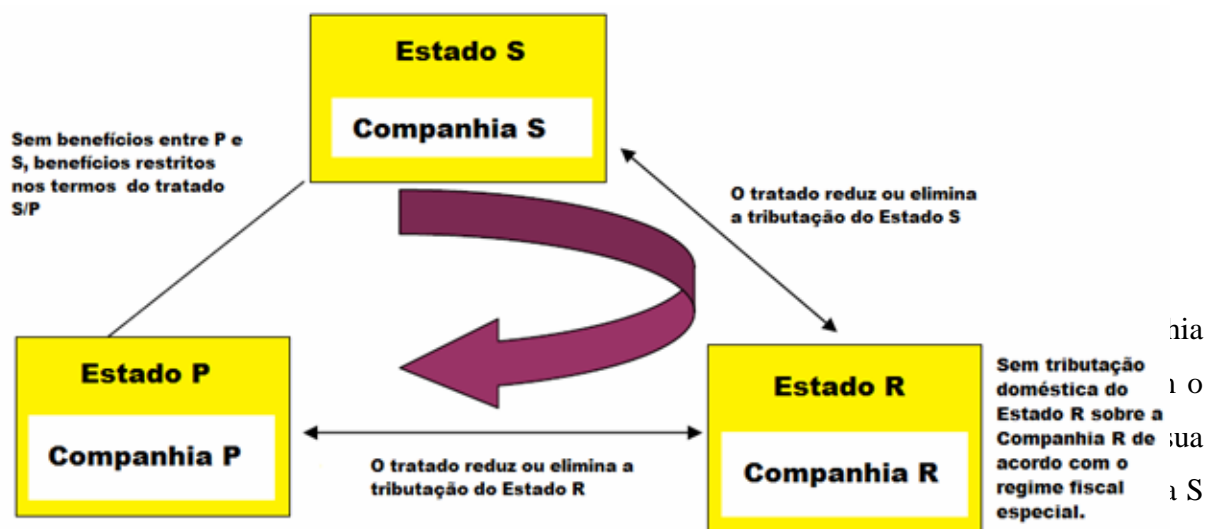 Estado S
Companhia S
Sem benefícios entre P e
S, benefícios restritos
nos termos do tratado
S/P
O tratado reduz ou elimina
a tributação do Estado S
Estado P
Companhia P
O tratado reduz ou elimina a
tributação do Estado R
Estado R
Companhia R
Sem tributação
doméstica do
Estado R sobre a
Companhia R de
acordo com o
regime fiscal
especial.
o
sua
a S